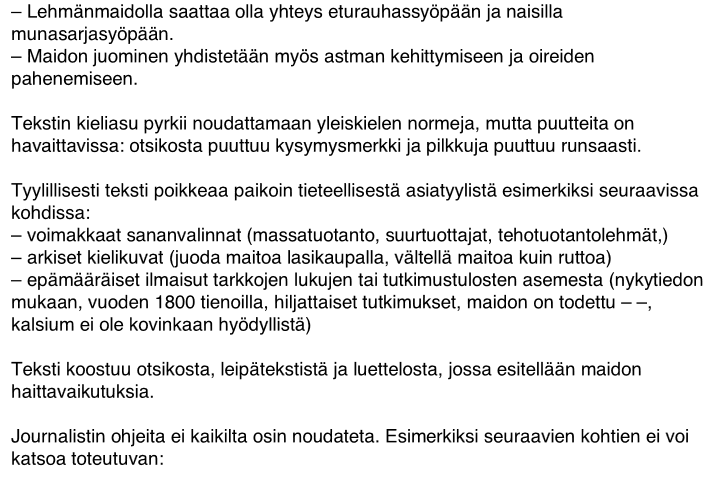 – Lehmänmaidolla saattaa olla yhteys eturauhassyöpään ja naisilla
munasarjasyöpään.
– Maidon juominen yhdistetään myös astman kehittymiseen ja oireiden
pahenemiseen.
Tekstin kieliasu pyrkii noudattamaan yleiskielen normeja, mutta puutteita on
havaittavissa: otsikosta puuttuu kysymysmerkki ja pilkkuja puuttuu runsaasti.
Tyylillisesti teksti poikkeaa paikoin tieteellisestä asiatyylistä esimerkiksi seuraavissa
kohdissa:
– voimakkaat sananvalinnat (massatuotanto, suurtuottajat, tehotuotantolehmät,)
– arkiset kielikuvat (juoda maitoa lasikaupalla, vältellä maitoa kuin ruttoa)
– epämääräiset ilmaisut tarkkojen lukujen tai tutkimustulosten asemesta (nykytiedon
mukaan, vuoden 1800 tienoilla, hiljattaiset tutkimukset, maidon on todettu – –,
kalsium ei ole kovinkaan hyödyllistä)
Teksti koostuu otsikosta, leipätekstistä ja luettelosta, jossa esitellään maidon
haittavaikutuksia.
Journalistin ohjeita ei kaikilta osin noudateta. Esimerkiksi seuraavien kohtien ei voi
katsoa toteutuvan: